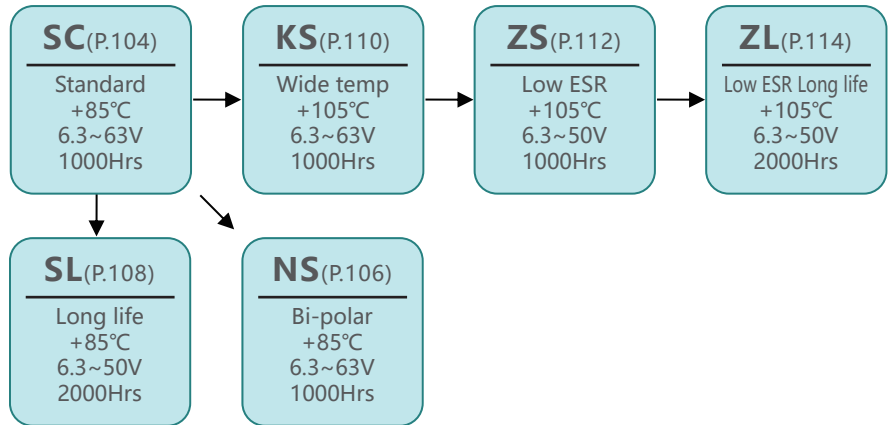 SC(P.104)
Standard
+85℃
6.3~63V
1000Hrs
KS(P.110)
Wide temp
+105℃
6.3~63V
1000Hrs
ZS(P.112)
Low ESR
+105℃
6.3~50V
1000Hrs
ZL(P.114)
Low ESR Long life
+105℃
6.3~50V
2000Hrs
SL(P.108)
Long life
+85℃
6.3~50V
2000Hrs
NS(P.106)
Bi-polar
+85℃
6.3~63V
1000Hrs